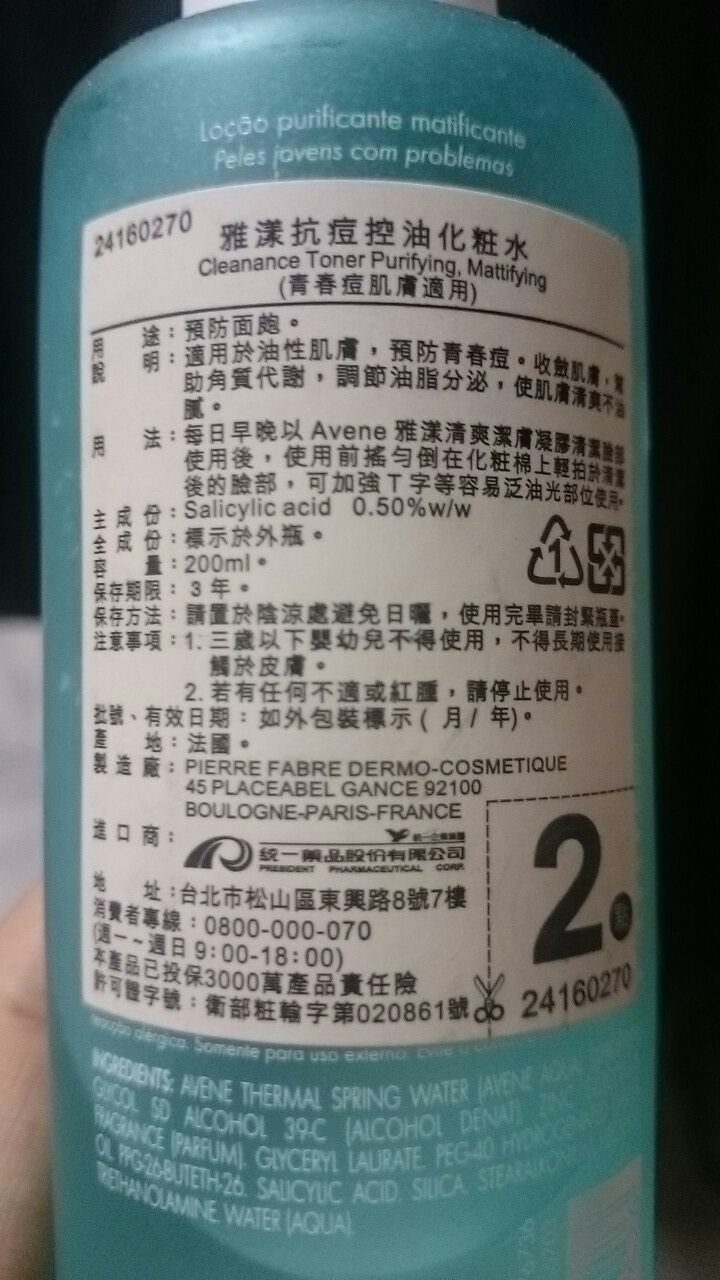 Loção purificante matificante
Peles jovens com problemas
24160270
雅漾抗痘控油化粧水
Cleanance Toner Purifying, Mattifying
(青春痘肌膚適用)
用途：預防面皰。
說明：適用於油性肌膚，預防青春痘。收斂肌膚，幫
助角質代謝，調節油脂分泌，使肌膚清爽不油
膩。
用法：每日早晚以 Avene 雅漾清爽潔膚凝膠清潔臉部
使用後，使用前搖勻倒在化粧棉上輕拍於清潔
後的臉部，可加強T字等容易泛油光部位使用。
主成份：Salicylic acid 0.50%w/w
全成份：標示於外瓶。
容量：200ml。
保存期限：3 年。
保存方法：請置於陰涼處避免日曬，使用完畢請封緊瓶蓋。
注意事項：1. 三歲以下嬰幼兒不得使用，不得長期使用接
觸於皮膚。
2. 若有任何不適或紅腫，請停止使用。
批號、有效日期：如外包裝標示 ( 月 / 年)。
產地：法國。
製造廠：PIERRE FABRE DERMO-COSMETIQUE
45 PLACEABEL GANCE 92100
BOULOGNE-PARIS-FRANCE
進口商：
統一企業集團
統一藥品股份有限公司
PRESIDENT PHARMACEUTICAL CORP.
地址：台北市松山區東興路8號7樓
消費者專線：0800-000-070
(週一~週日 9:00-18:00)
本產品已投保3000萬產品責任險
許可證字號：衛部粧輸字第020861號
1
2點
24160270
reacção alérgica. Somente para uso externo. Evite o
INGREDIENTS: AVENE THERMAL SPRING WATER (AVENE AQUA).
GLYCOL. SD ALCOHOL 39-C (ALCOHOL DENAT). ZINC
FRAGRANCE (PARFUM). GLYCERYL LAURATE. PEG-40 HYDROGENATED
OIL. PPG-26-BUTETH-26. SALICYLIC ACID. SILICA.
TRIETHANOLAMINE. WATER (AQUA).